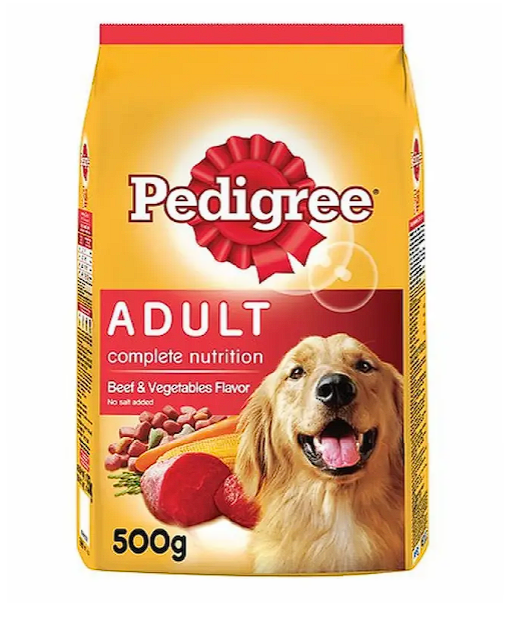 Pedigree®
ADULT
complete nutrition
Beef & Vegetables Flavor
No salt added
500g